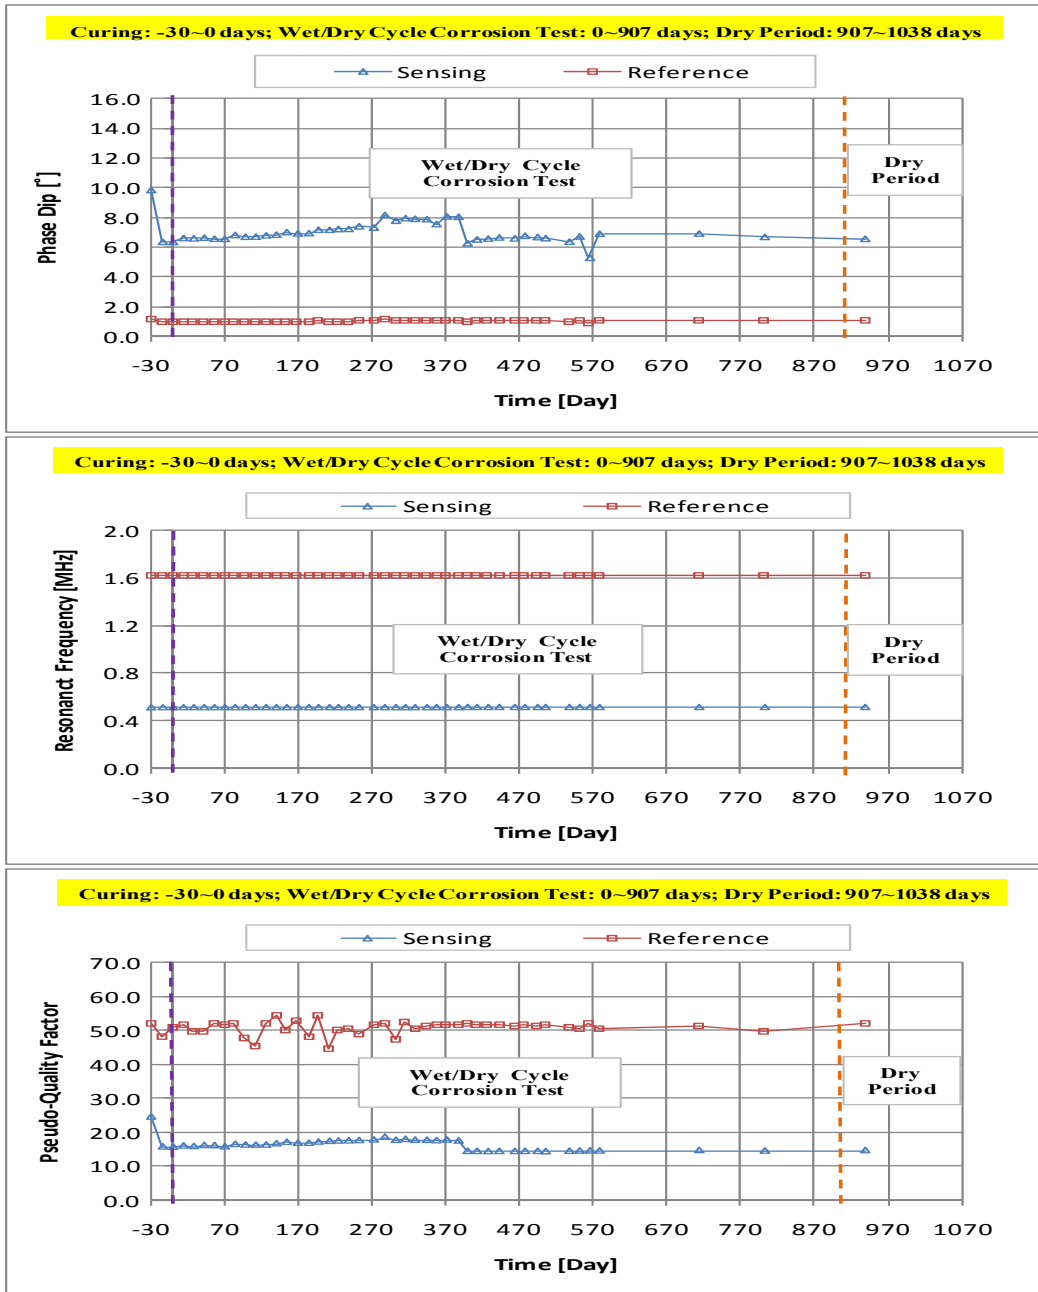 Curing: -30~0 days; Wet/Dry Cycle Corrosion Test: 0~907 days; Dry Period: 907~1038 days
Sensing Reference
16.0
14.0
12.0
10.0
8.0
6.0
4.0
2.0
0.0
Phase Dip [°]
Wet/Dry Cycle
Corrosion Test
Dry
Period
-30 70 170 270 370 470 570 670 770 870 970 1070
Time [Day]
Curing: -30~0 days; Wet/Dry Cycle Corrosion Test: 0~907 days; Dry Period: 907~1038 days
Sensing Reference
2.0
1.6
1.2
0.8
0.4
0.0
Resonanct Frequency [MHz]
Wet/Dry Cycle
Corrosion Test
Dry
Period
-30 70 170 270 370 470 570 670 770 870 970 1070
Time [Day]
Curing: -30~0 days; Wet/Dry Cycle Corrosion Test: 0~907 days; Dry Period: 907~1038 days
Sensing Reference
70.0
60.0
50.0
40.0
30.0
20.0
10.0
0.0
Pseudo-Quality Factor
Wet/Dry Cycle
Corrosion Test
Dry
Period
-30 70 170 270 370 470 570 670 770 870 970 1070
Time [Day]